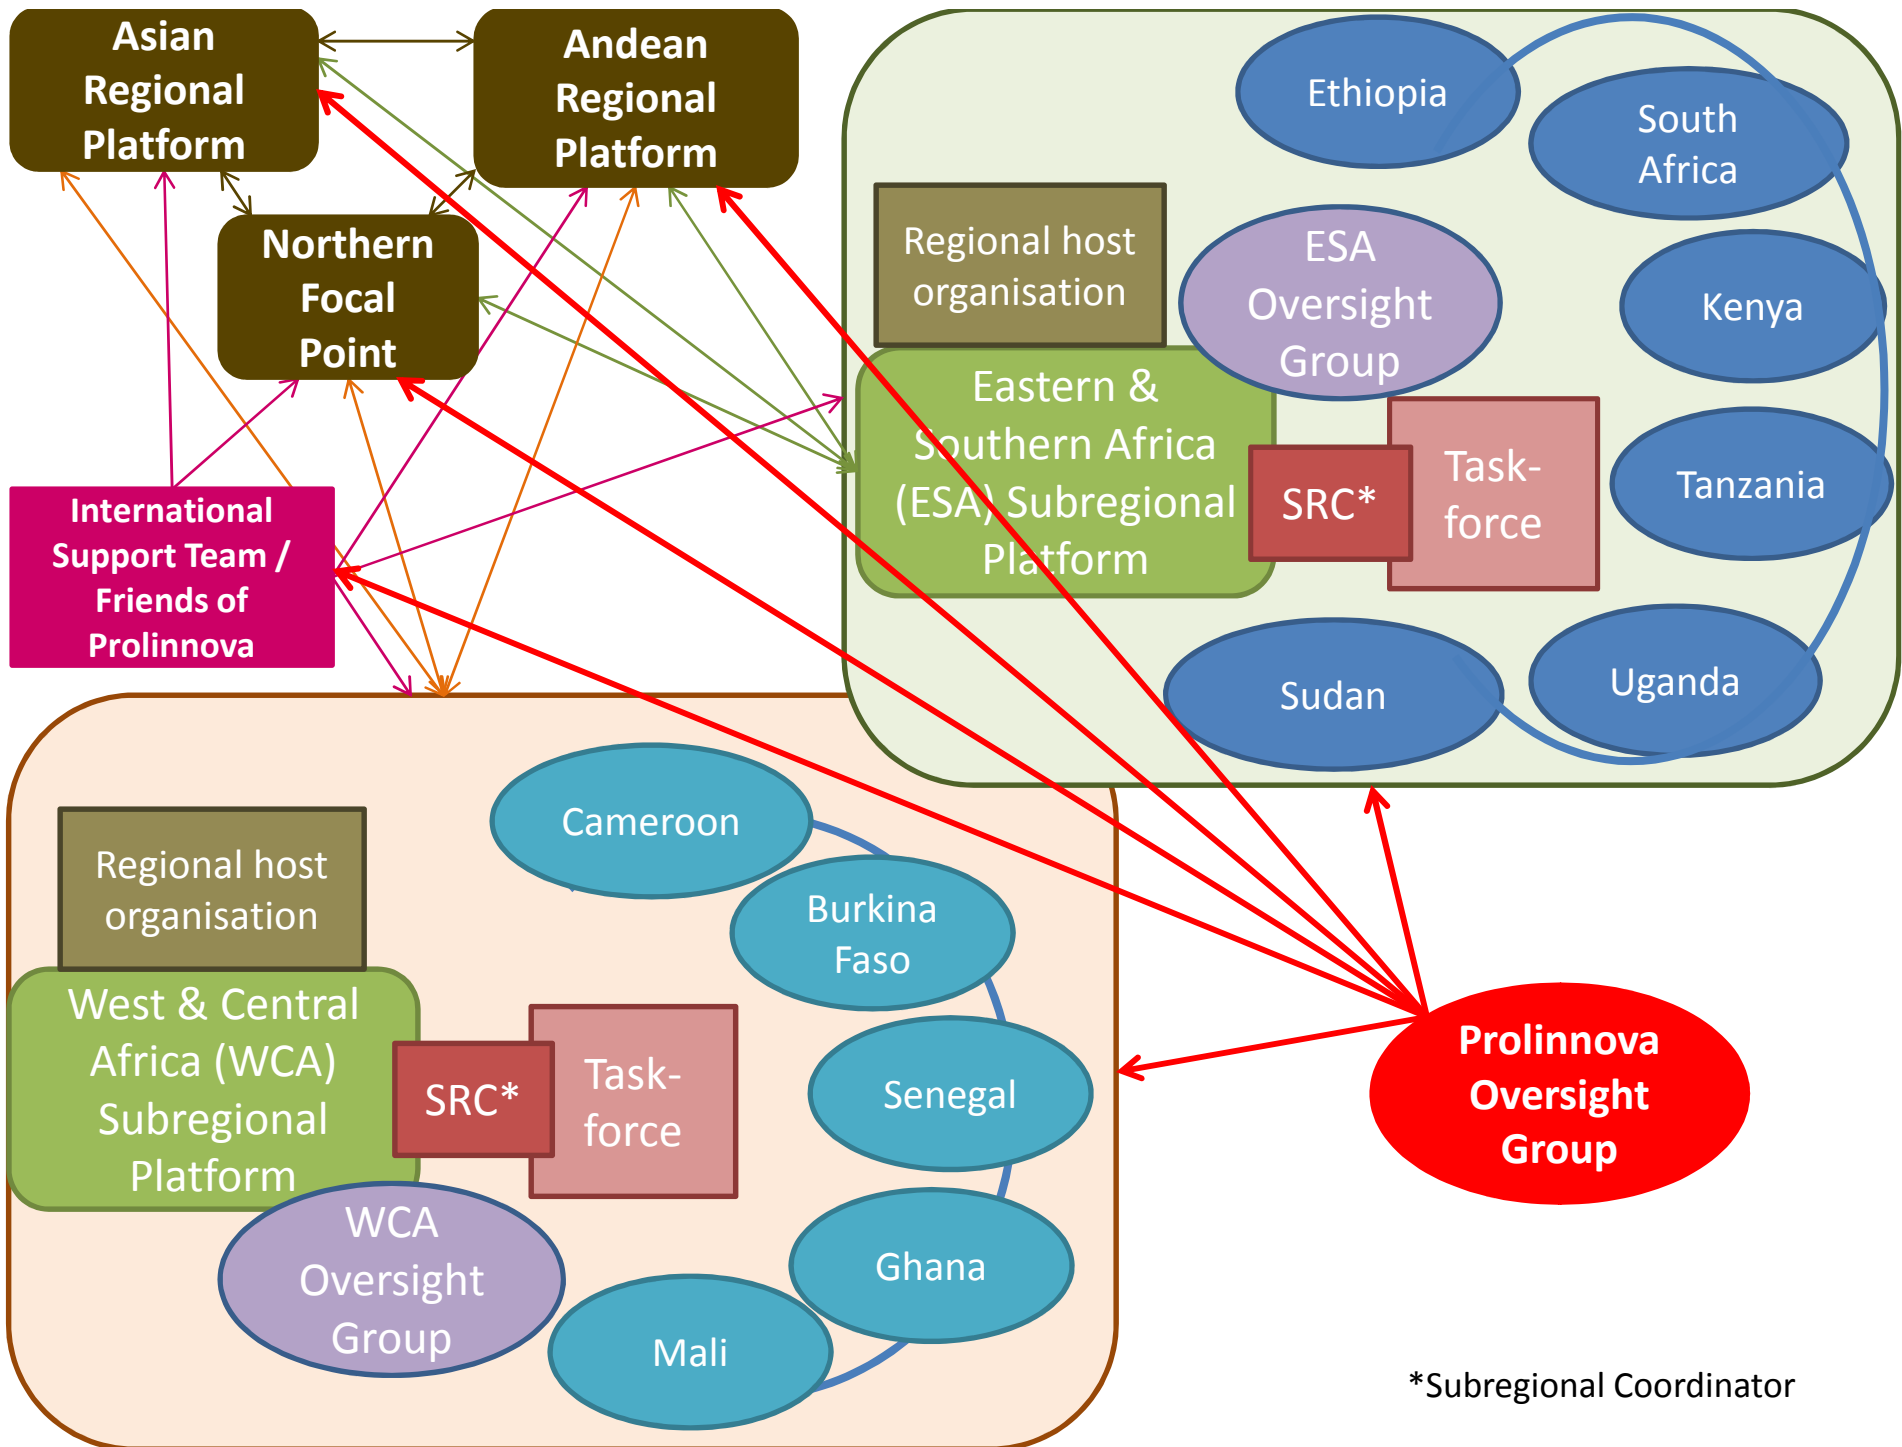 Asian
Regional
Platform
Andean
Regional
Platform
Northern
Focal
Point
International
Support Team /
Friends of
Prolinnova
Ethiopia
South
Africa
Regional host
organisation
ESA
Oversight
Group
Kenya
Eastern &
Southern Africa
(ESA) Subregional
Platform
SRC*
Task-
force
Tanzania
Sudan
Uganda
Cameroon
Regional host
organisation
Burkina
Faso
West & Central
Africa (WCA)
Subregional
Platform
SRC*
Task-
force
Senegal
WCA
Oversight
Group
Ghana
Mali
Prolinnova
Oversight
Group
*Subregional Coordinator